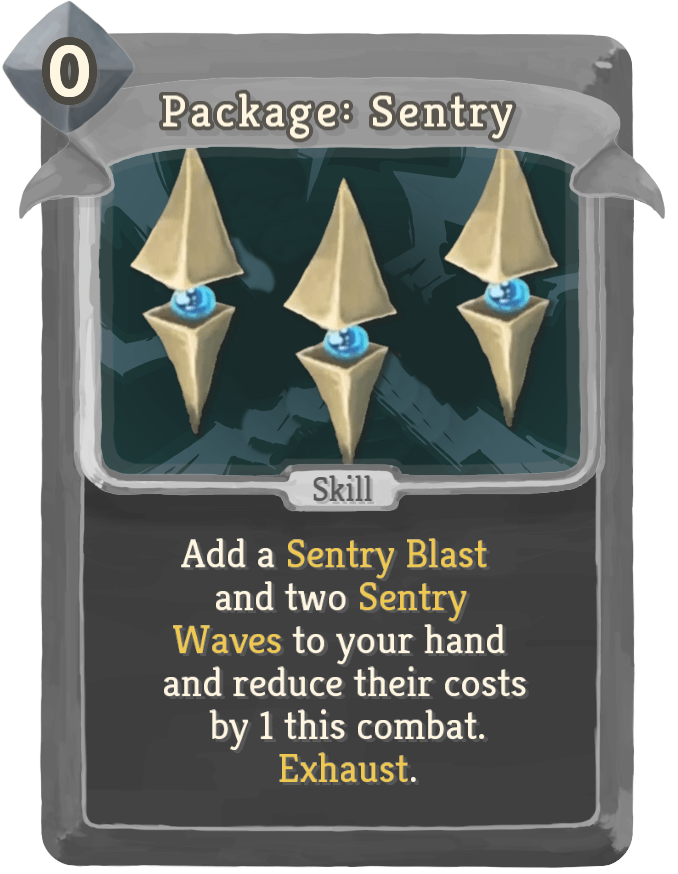 0
Package: Sentry
Skill
Add a Sentry Blast
and two Sentry
Waves to your hand
and reduce their costs
by 1 this combat.
Exhaust.